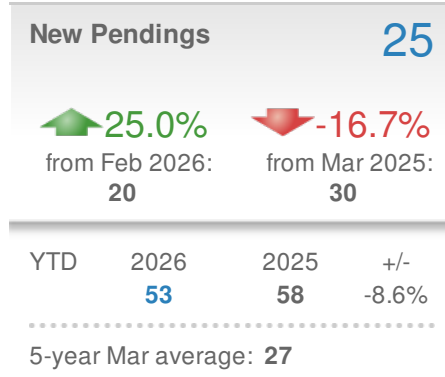 New Pendings 25
25.0% -16.7%
from Feb 2026: from Mar 2025:
20 30
YTD 2026 2025 +/-
53 58 -8.6%
5-year Mar average: 27